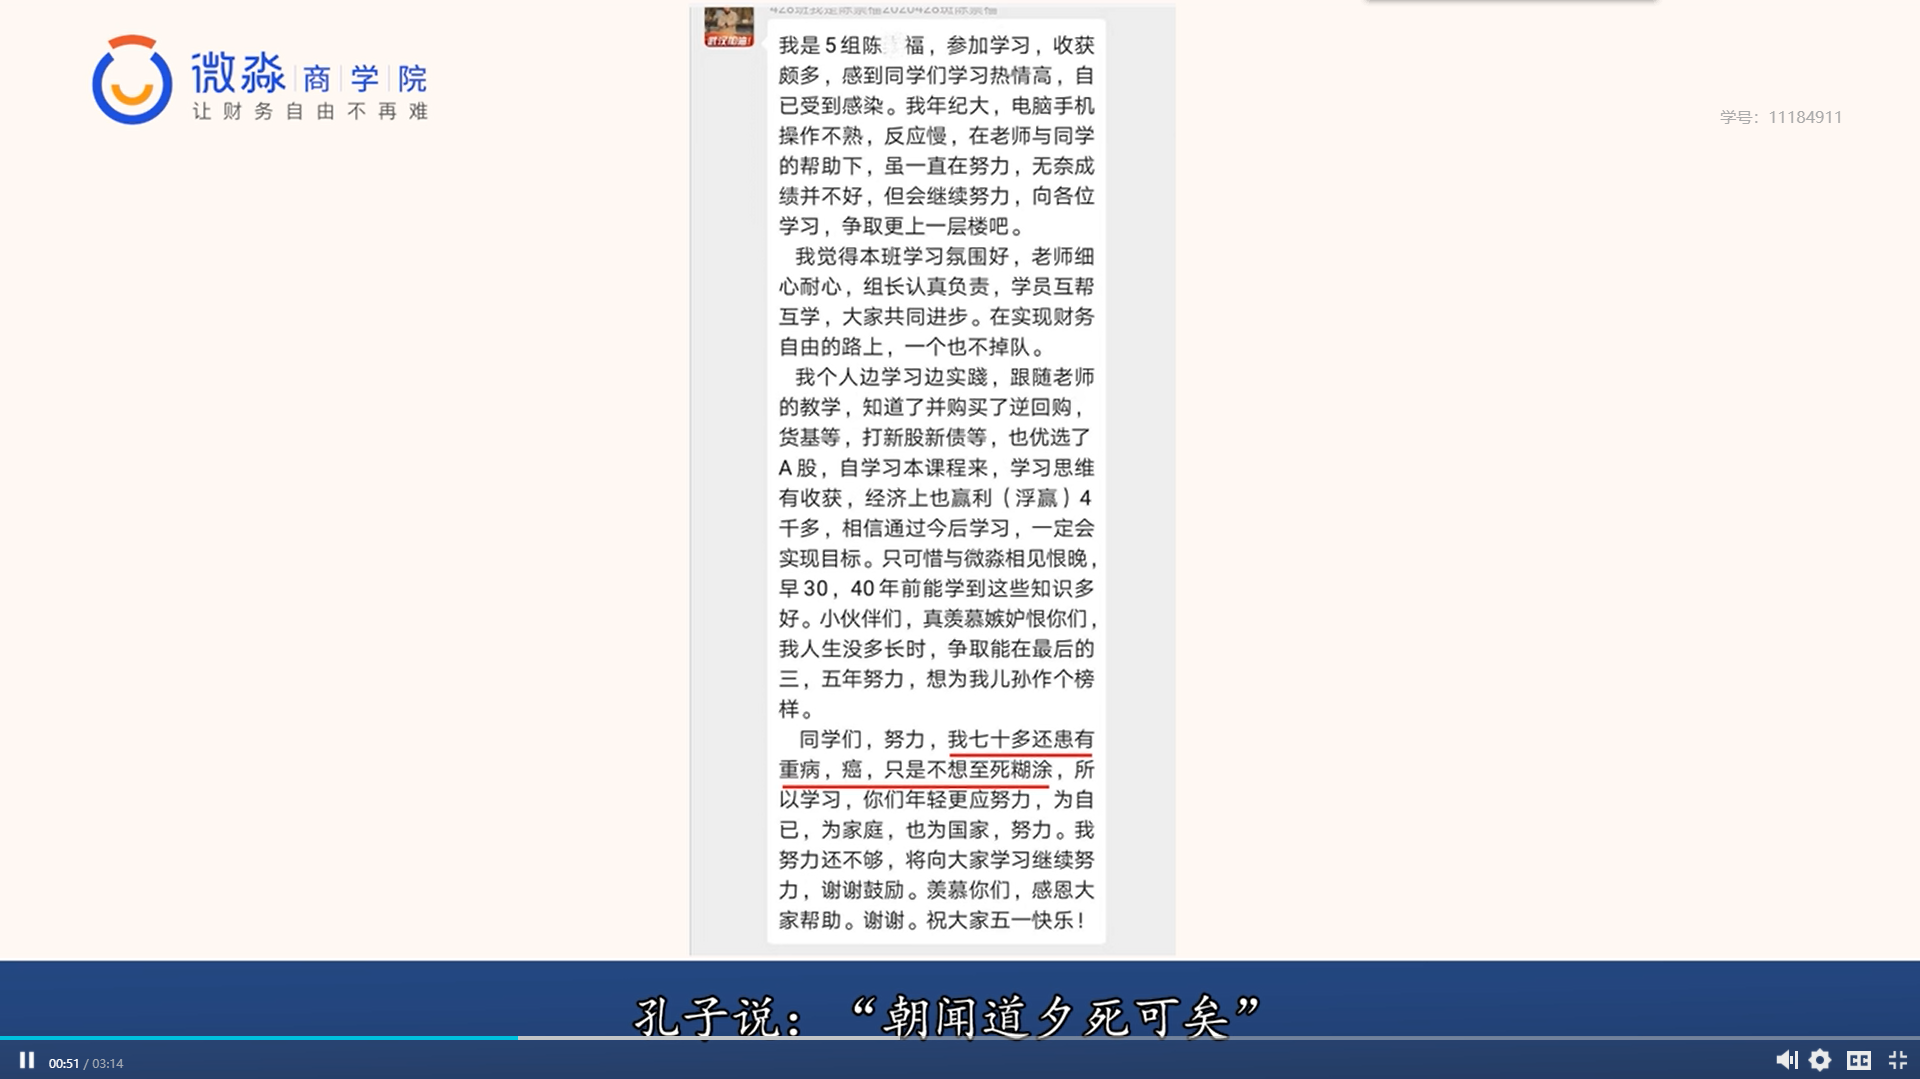 微淼 商 学 院
让财务自由不再难
学号：11184911
武汉加油！
我是5组陈 福，参加学习，收获
颇多，感到同学们学习热情高，自
已受到感染。我年纪大，电脑手机
操作不熟，反应慢，在老师与同学
的帮助下，虽一直在努力，无奈成
绩并不好，但会继续努力，向各位
学习，争取更上一层楼吧。
我觉得本班学习氛围好，老师细
心耐心，组长认真负责，学员互帮
互学，大家共同进步。在实现财务
自由的路上，一个也不掉队。
我个人边学习边实踐，跟随老师
的教学，知道了并购买了逆回购，
货基等，打新股新债等，也优选了
A股，自学习本课程来，学习思维
有收获，经济上也赢利（浮赢）4
千多，相信通过今后学习，一定会
实现目标。只可惜与微淼相见恨晚，
早30，40年前能学到这些知识多
好。小伙伴们，真羡慕嫉妒恨你们，
我人生没多长时，争取能在最后的
三，五年努力，想为我儿孙作个榜
样。
同学们，努力，我七十多还患有
重病，癌，只是不想至死糊涂，所
以学习，你们年轻更应努力，为自
已，为家庭，也为国家，努力。我
努力还不够，将向大家学习继续努
力，谢谢鼓励。羡慕你们，感恩大
家帮助。谢谢。祝大家五一快乐！
孔子说：“朝闻道夕死可矣”
00:51 / 03:14
CC